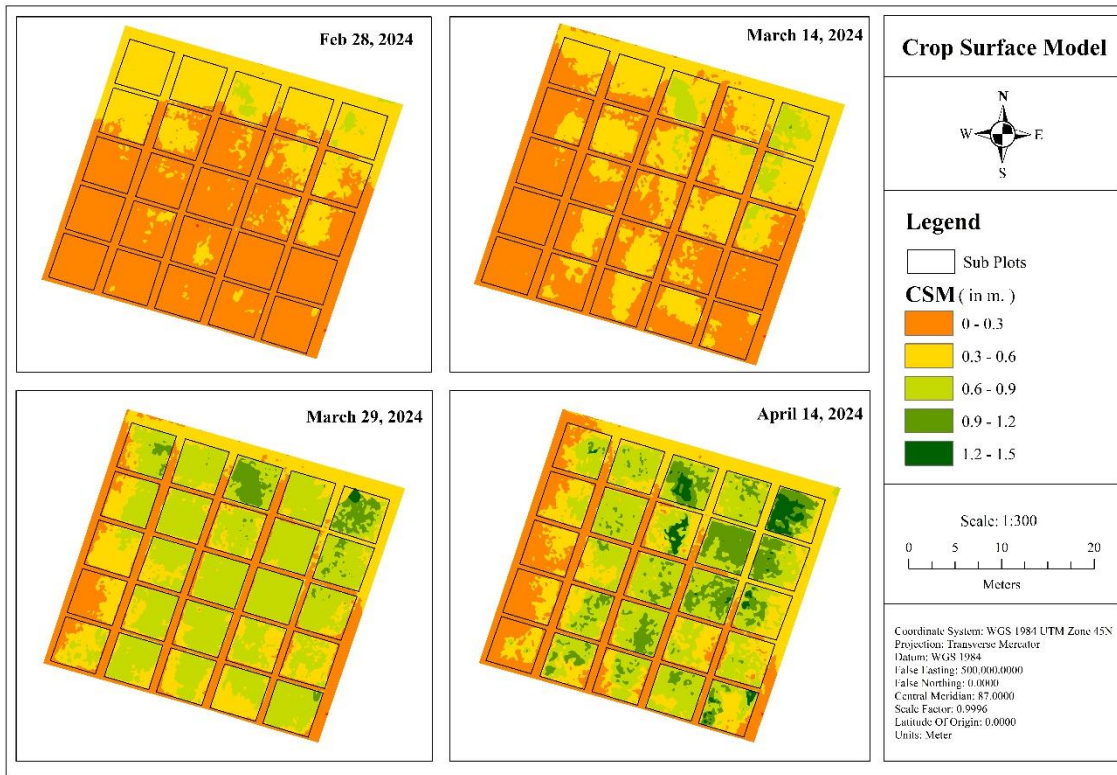 Feb 28, 2024
March 14, 2024
March 29, 2024
April 14, 2024
Crop Surface Model
N
W E
S
Legend
Sub Plots
CSM ( in m. )
0 - 0.3
0.3 - 0.6
0.6 - 0.9
0.9 - 1.2
1.2 - 1.5
Scale: 1:300
0 5 10 20
Meters
Coordinate System: WGS 1984 UTM Zone 45N
Projection: Transverse Mercator
Datum: WGS 1984
False Easting: 500,000.0000
False Northing: 0.0000
Central Meridian: 87.0000
Scale Factor: 0.9996
Latitude Of Origin: 0.0000
Units: Meter